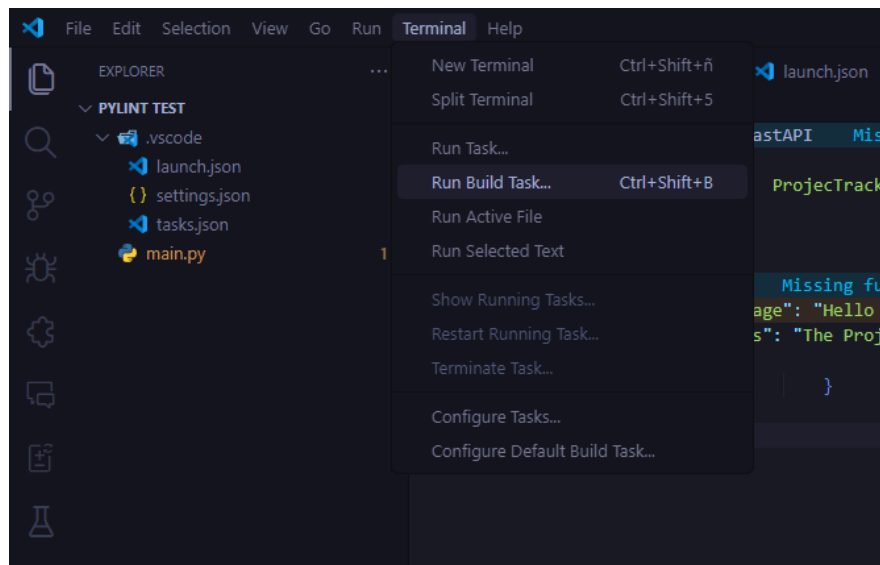 File Edit Selection View Go Run Terminal Help
EXPLORER ...
PYLINT TEST
.vscode
launch.json
{} settings.json
tasks.json
main.py 1
New Terminal Ctrl+Shift+ñ
Split Terminal Ctrl+Shift+5
Run Task...
Run Build Task... Ctrl+Shift+B
Run Active File
Run Selected Text
Show Running Tasks...
Restart Running Task...
Terminate Task...
Configure Tasks...
Configure Default Build Task...
launch.json
astAPI Mis
ProjecTrack
Missing fu
age": "Hello
s": "The Proj
}